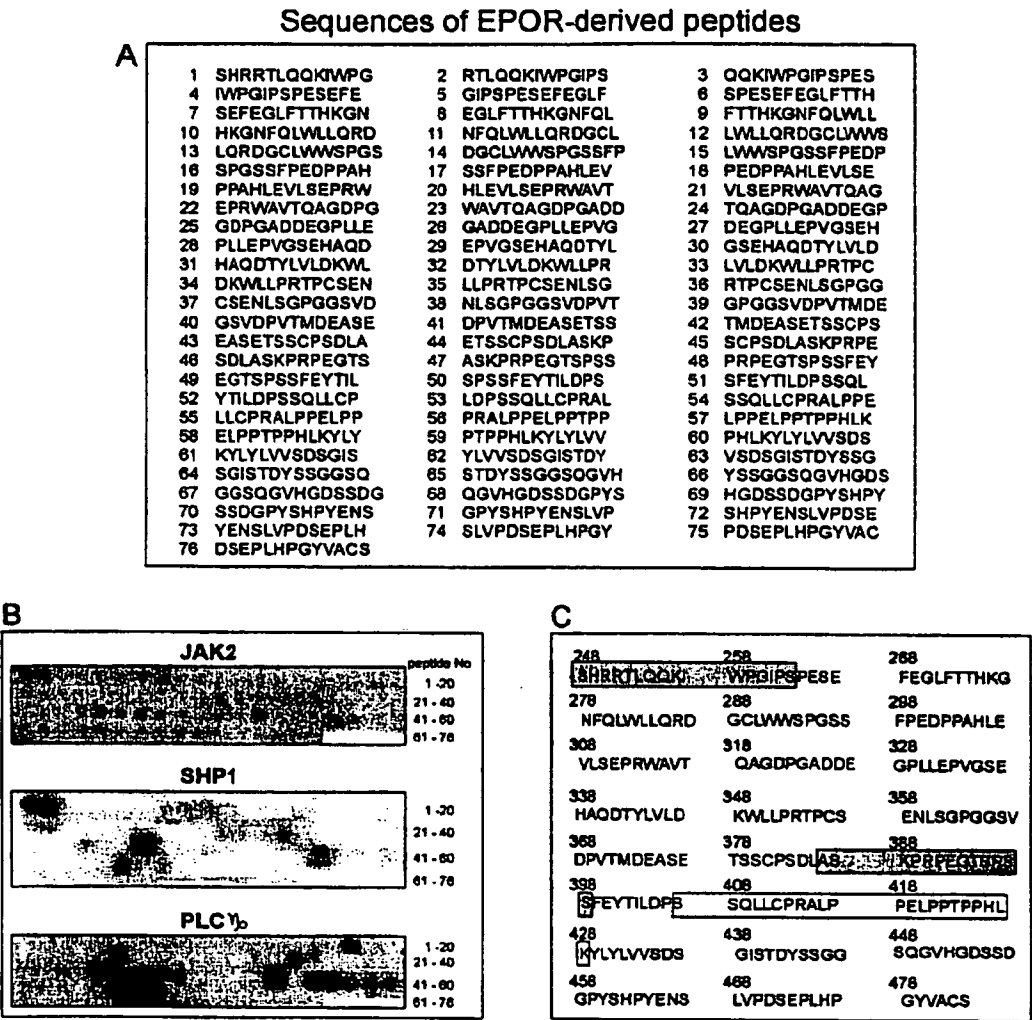 Sequences of EPOR-derived peptides
A
1 SHRRTLQQKIWPG 2 RTLQQKIWPGIPS 3 QQKIWPGIPSPES
4 IWPGIPSPESEFE 5 GIPSPESEFEGLF 6 SPESEFEGLFTTH
7 SEFEGLFTTHKGN 8 EGLFTTHKGNFQL 9 FTTHKGNFQLWLL
10 HKGNFQLWLLQRD 11 NFQLWLLQRDGCL 12 LWLLQRDGCLWWS
13 LQRDGCLWWSPGS 14 DGCLWWSPGSSFP 15 LWWSPGSSFPEDP
16 SPGSSFPEDPPAH 17 SSFPEDPPAHLEV 18 PEDPPAHLEVLSE
19 PPAHLEVLSEPRW 20 HLEVLSEPRWAVT 21 VLSEPRWAVTQAG
22 EPRWAVTQAGDPG 23 WAVTQAGDPGADD 24 TQAGDPGADDEGP
25 GDPGADDEGPLLE 26 GADDEGPLLEPVG 27 DEGPLLEPVGSEH
28 PLLEPVGSEHAQD 29 EPVGSEHAQDTYL 30 GSEHAQDTYLVLD
31 HAQDTYLVLDKWL 32 DTYLVLDKWLLPR 33 LVLDKWLLPRTPC
34 DKWLLPRTPCSEN 35 LLPRTPCSENLSG 36 RTPCSENLSGPGG
37 CSENLSGPGGSVD 38 NLSGPGGSVDPVT 39 GPGGSVDPVTMDE
40 GSVDPVTMDEASE 41 DPVTMDEASETSS 42 TMDEASETSSCPS
43 EASETSSCPSDLA 44 ETSSCPSDLASKP 45 SCPSDLASKPRPE
46 SDLASKPRPEGTS 47 ASKPRPEGTSPSS 48 PRPEGTSPSSFEY
49 EGTSPSSFEYTIL 50 SPSSFEYTILDPS 51 SFEYTILDPSSQL
52 YTILDPSSQLLCP 53 LDPSSQLLCPRAL 54 SSQLLCPRALPPE
55 LLCPRALPPELPP 56 PRALPPELPPTPP 57 LPPELPPTPPHLK
58 ELPPTPPHLKYLY 59 PTPPHLKYLYLVV 60 PHLKYLYLVVSDS
61 KYLYLVVSDSGIS 62 YLVVSDSGISTDY 63 VSDSGISTDYSSG
64 SGISTDYSSGGSQ 65 STDYSSGGSQGVH 66 YSSGGSQGVHGDS
67 GGSQGVHGDSSDG 68 QGVHGDSSDGPYS 69 HGDSSDGPYSHPY
70 SSDGPYSHPYENS 71 GPYSHPYENSLVP 72 SHPYENSLVPDSE
73 YENSLVPDSEPLH 74 SLVPDSEPLHPGY 75 PDSEPLHPGYVAC
76 DSEPLHPGYVACS
B
JAK2
peptide No
1 -20
21 - 40
41 - 60
61 - 76
SHP1
1 -20
21 - 40
41 - 60
61 - 76
PLC
1 -20
21 - 40
41 - 60
61 - 76
C
248 258 268
SHRRTLQQK WPGIPSPESE FEGLFTTHKG
278 288 298
NFQLWLLQRD GCLWWSPGSS FPEDPPAHLE
308 318 328
VLSEPRWAVT QAGDPGADDE GPLLEPVGSE
338 348 358
HAQDTYLVLD KWLLPRTPCS ENLSGPGGSV
368 378 388
DPVTMDEASE TSSCPSDLAS KPRPEGTSPS
398 408 418
SFEYTILDPS SQLLCPRALP PELPPTPPHL
428 438 448
KYLYLVVSDS GISTDYSSGG SQGVHGDSSD
458 468 478
GPYSHPYENS LVPDSEPLHP GYVACS